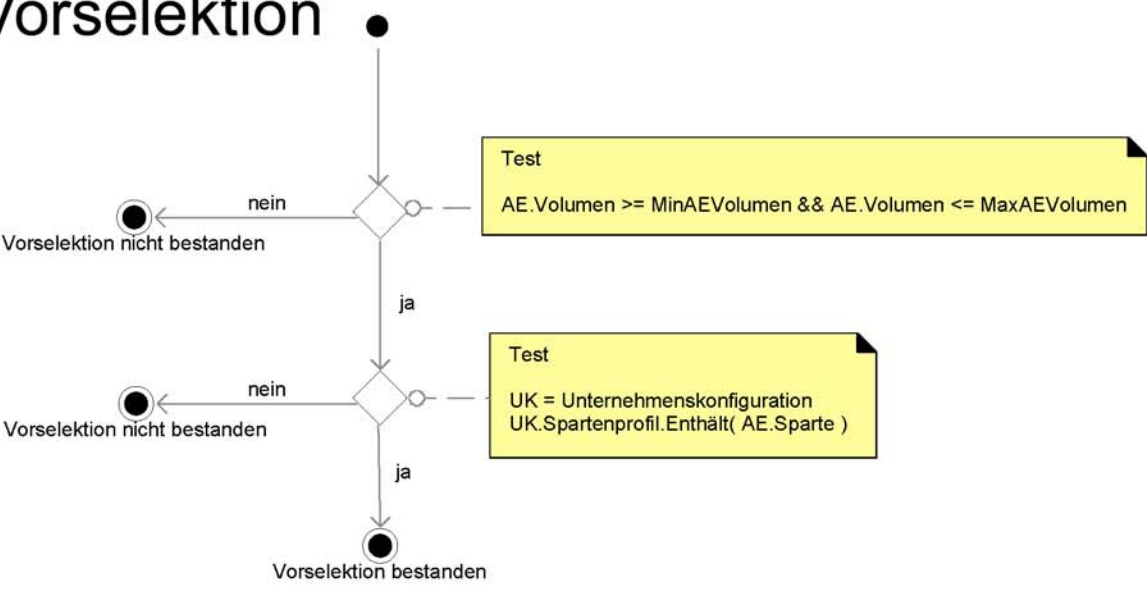 Vorselektion
Test
AE.Volumen >= MinAEVolumen && AE.Volumen <= MaxAEVolumen
nein
Vorselektion nicht bestanden
ja
Test
UK = Unternehmenskonfiguration
UK.Spartenprofil.Enthält( AE.Sparte )
nein
Vorselektion nicht bestanden
ja
Vorselektion bestanden